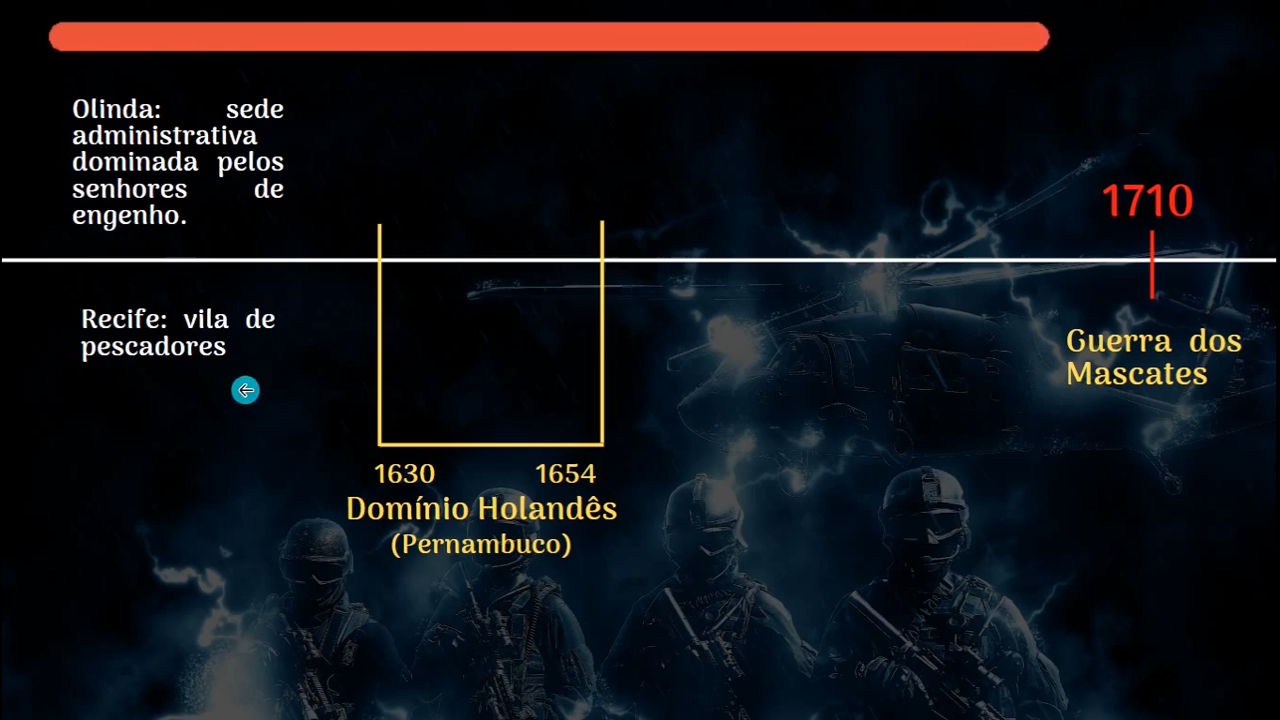 Olinda: sede
administrativa
dominada pelos
senhores de
engenho.
Recife: vila de
pescadores
1630 1654
Domínio Holandês
(Pernambuco)
1710
Guerra dos
Mascates